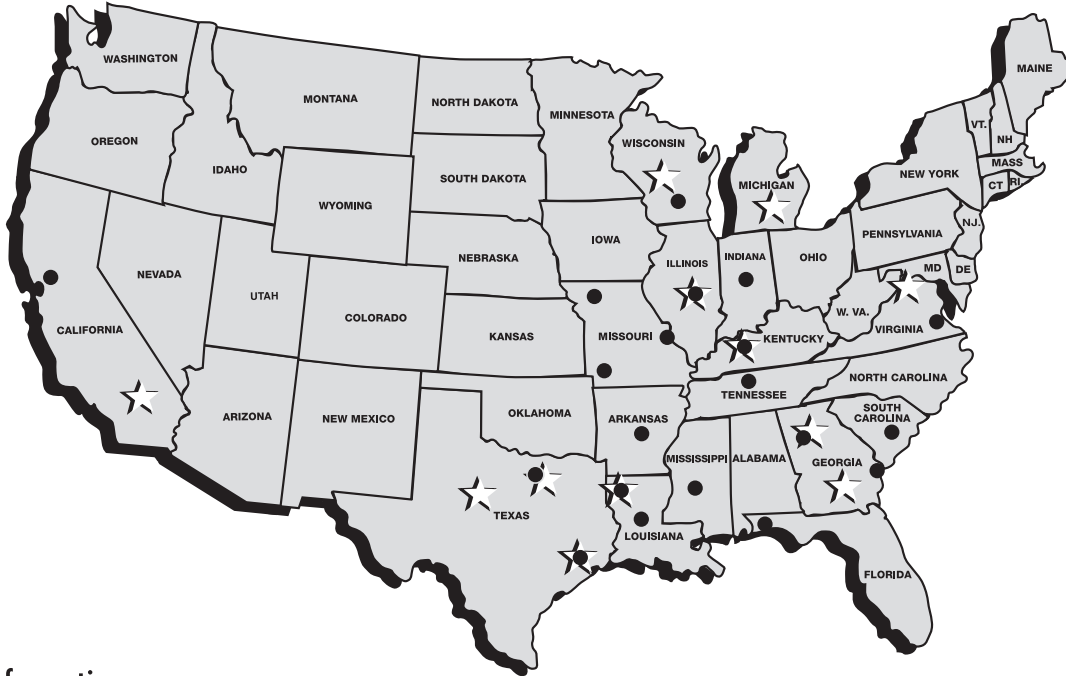 WASHINGTON
MAINE
MONTANA
NORTH DAKOTA
MINNESOTA
VT.
NH
OREGON
WISCONSIN
MASS
IDAHO
NEW YORK
CT
RI
SOUTH DAKOTA
MICHIGAN
WYOMING
NJ.
PENNSYLVANIA
IOWA
NEBRASKA
ILLINOIS
INDIANA
OHIO
MD
DE
NEVADA
UTAH
W. VA.
COLORADO
CALIFORNIA
KANSAS
MISSOURI
KENTUCKY
VIRGINIA
NORTH CAROLINA
TENNESSEE
ARIZONA
NEW MEXICO
OKLAHOMA
ARKANSAS
SOUTH
CAROLINA
MISSISSIPPI
ALABAMA
GEORGIA
TEXAS
LOUISIANA
FLORIDA